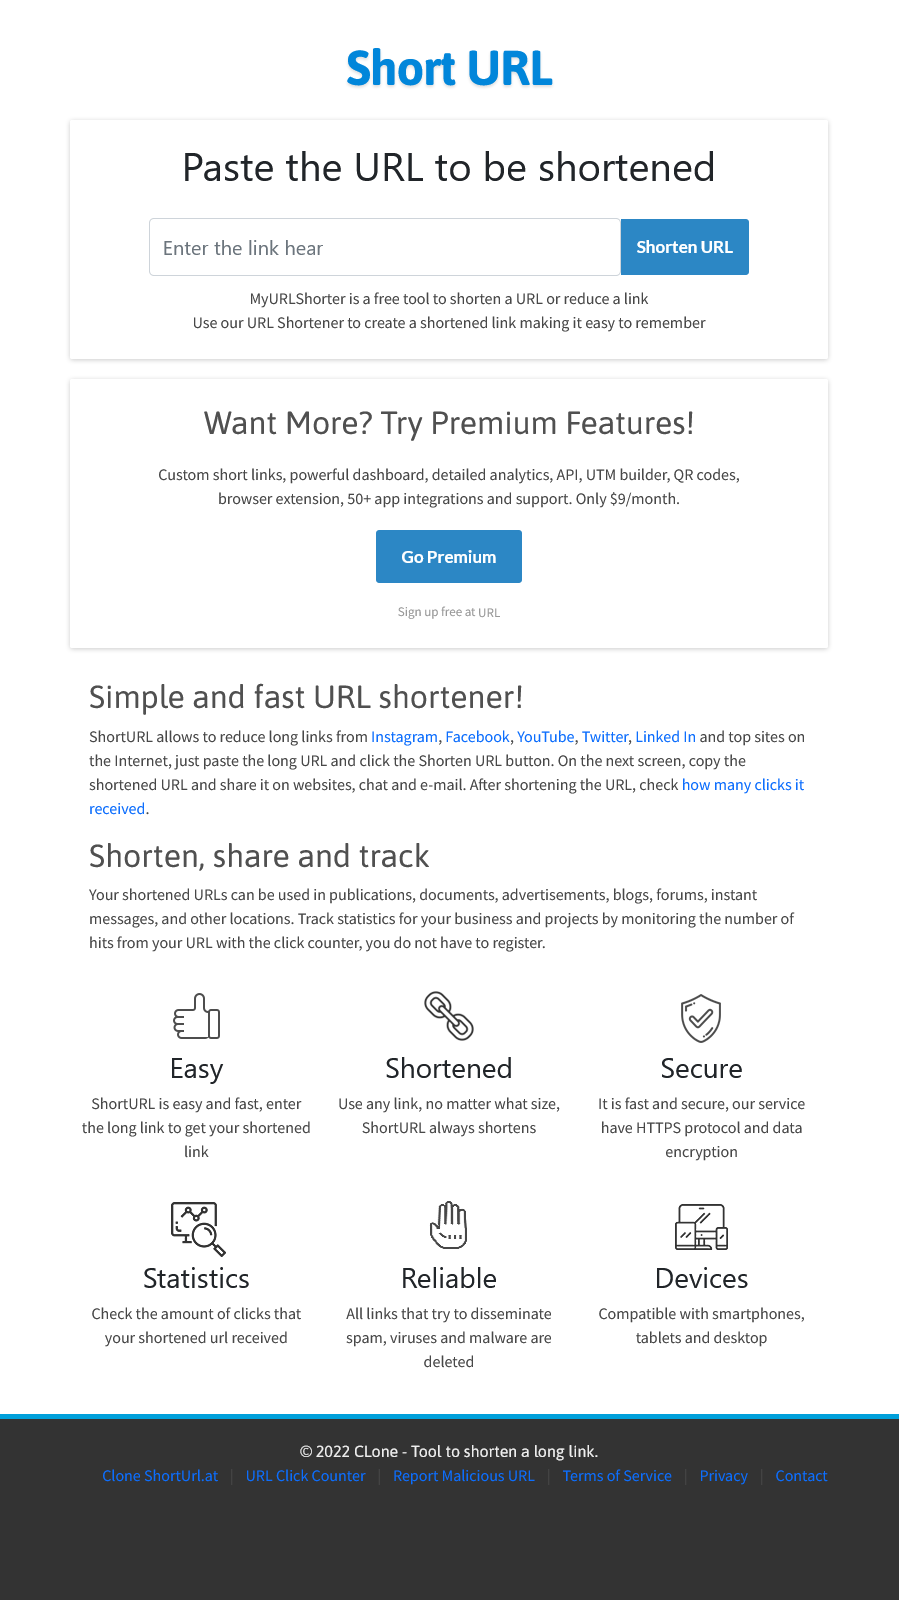 Short URL
Paste the URL to be shortened
Enter the link hear
Shorten URL
MyURLShorter is a free tool to shorten a URL or reduce a link
Use our URL Shortener to create a shortened link making it easy to remember
Want More? Try Premium Features!
Custom short links, powerful dashboard, detailed analytics, API, UTM builder, QR codes,
browser extension, 50+ app integrations and support. Only $9/month.
Go Premium
Sign up free at URL
Simple and fast URL shortener!
ShortURL allows to reduce long links from Instagram, Facebook, YouTube, Twitter, Linked In and top sites on
the Internet, just paste the long URL and click the Shorten URL button. On the next screen, copy the
shortened URL and share it on websites, chat and e-mail. After shortening the URL, check how many clicks it
received.
Shorten, share and track
Your shortened URLs can be used in publications, documents, advertisements, blogs, forums, instant
messages, and other locations. Track statistics for your business and projects by monitoring the number of
hits from your URL with the click counter, you do not have to register.
Easy
ShortURL is easy and fast, enter
the long link to get your shortened
link
Shortened
Use any link, no matter what size,
ShortURL always shortens
Secure
It is fast and secure, our service
have HTTPS protocol and data
encryption
Statistics
Check the amount of clicks that
your shortened url received
Reliable
All links that try to disseminate
spam, viruses and malware are
deleted
Devices
Compatible with smartphones,
tablets and desktop
© 2022 CLone - Tool to shorten a long link.
Clone ShortUrl.at | URL Click Counter | Report Malicious URL | Terms of Service | Privacy | Contact